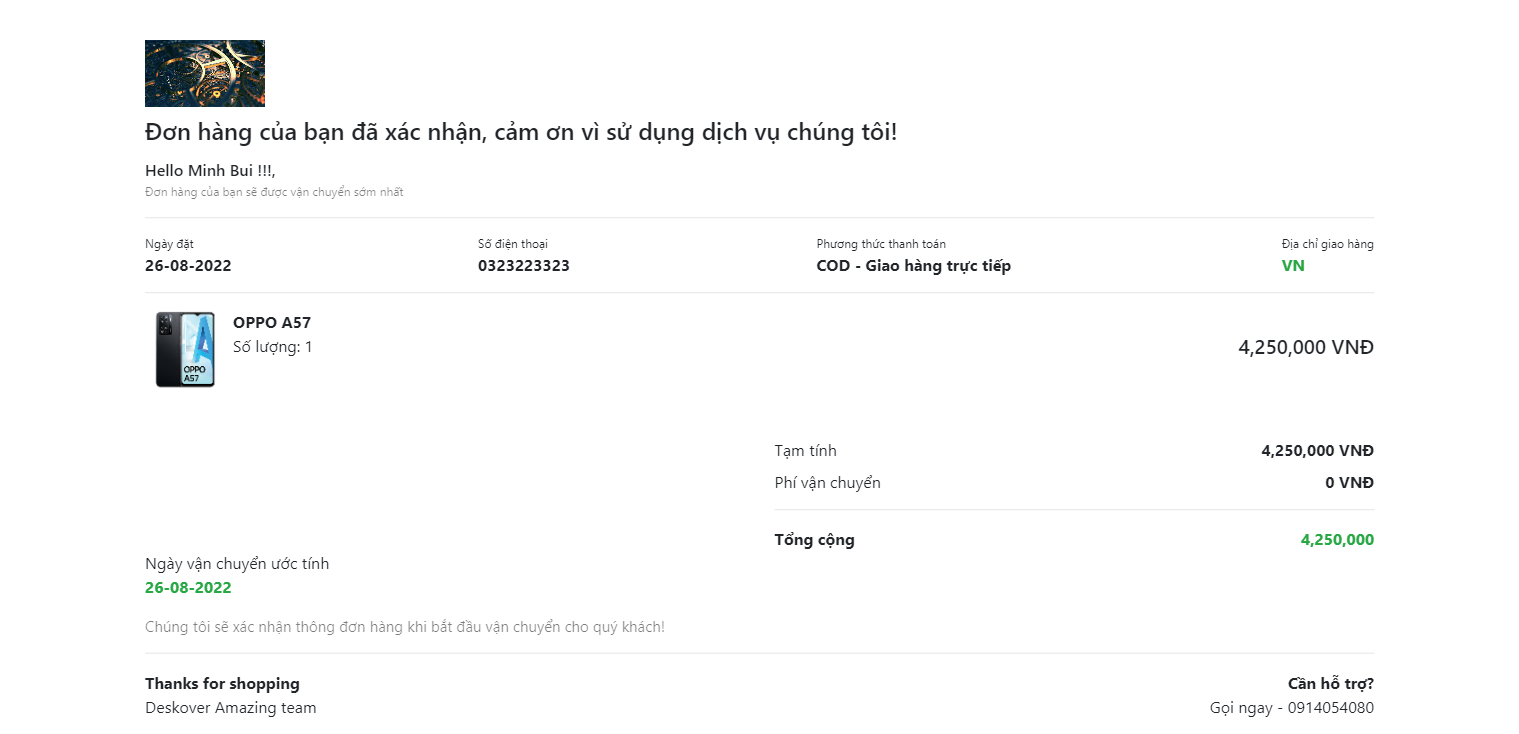 Đơn hàng của bạn đã xác nhận, cảm ơn vì sử dụng dịch vụ chúng tôi!
Hello Minh Bui !!!,
Đơn hàng của bạn sẽ được vận chuyển sớm nhất
Ngày đặt
26-08-2022
Số điện thoại
0323223323
Phương thức thanh toán
COD - Giao hàng trực tiếp
Địa chỉ giao hàng
VN
OPPO A57
Số lượng: 1
OPPO
A57
4,250,000 VNĐ
Tạm tính 4,250,000 VNĐ
Phí vận chuyển 0 VNĐ
Tổng cộng 4,250,000
Ngày vận chuyển ước tính
26-08-2022
Chúng tôi sẽ xác nhận thông đơn hàng khi bắt đầu vận chuyển cho quý khách!
Thanks for shopping
Deskover Amazing team
Cần hỗ trợ?
Gọi ngay - 0914054080